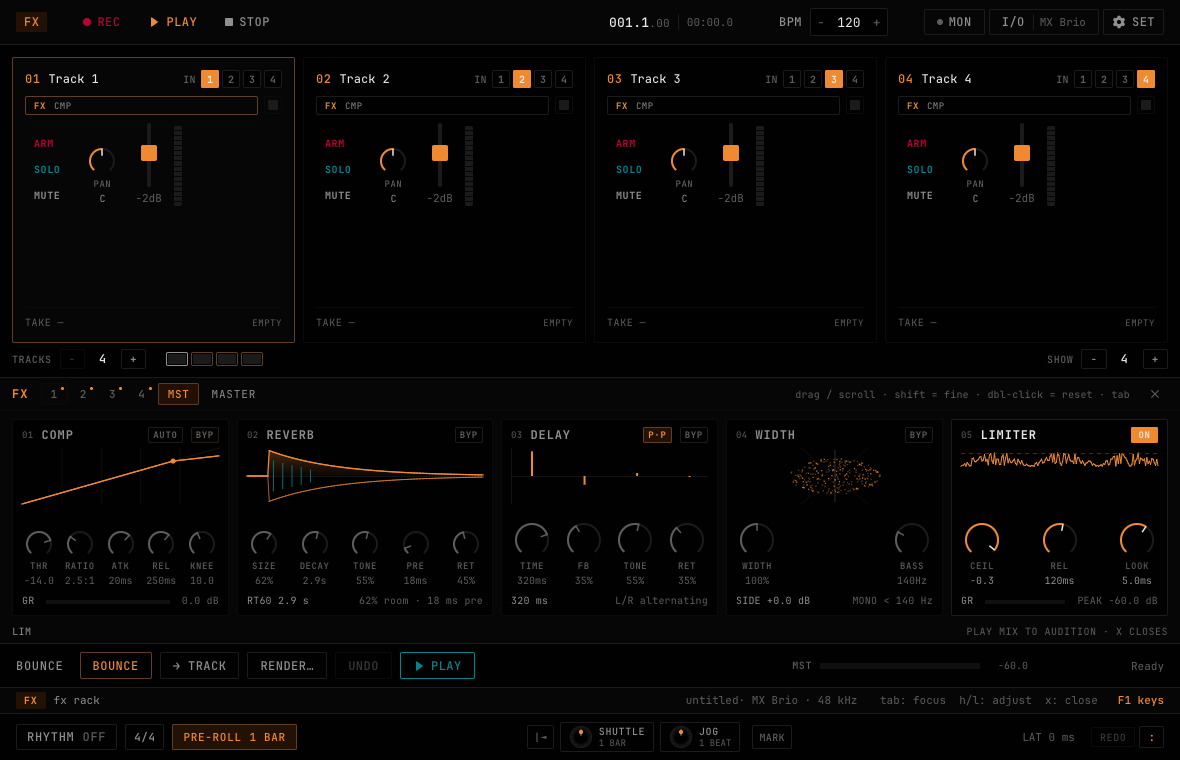 FX REC PLAY STOP 001.1.00 00:00.0 BPM - 120 + MON I/O MX Brio SET
01 Track 1 IN 1 2 3 4 02 Track 2 IN 1 2 3 4 03 Track 3 IN 1 2 3 4 04 Track 4 IN 1 2 3 4
FX CMP FX CMP FX CMP FX CMP
ARM ARM ARM ARM
SOLO SOLO SOLO SOLO
PAN PAN PAN PAN
MUTE C -2dB MUTE C -2dB MUTE C -2dB MUTE C -2dB
TAKE — EMPTY TAKE — EMPTY TAKE — EMPTY TAKE — EMPTY
TRACKS - 4 + SHOW - 4 +
FX 1 2 3 4 MST MASTER drag / scroll · shift = fine · dbl-click = reset · tab ×
01 COMP AUTO BYP 02 REVERB BYP 03 DELAY P·P BYP 04 WIDTH BYP 05 LIMITER ON
THR RATIO ATK REL KNEE SIZE DECAY TONE PRE RET TIME FB TONE RET WIDTH BASS CEIL REL LOOK
-14.0 2.5:1 20ms 250ms 10.0 62% 2.9s 55% 18ms 45% 320ms 35% 55% 35% 100% 140Hz -0.3 120ms 5.0ms
GR 0.0 dB RT60 2.9 s 62% room · 18 ms pre 320 ms L/R alternating SIDE +0.0 dB MONO < 140 Hz GR PEAK -60.0 dB
LIM PLAY MIX TO AUDITION · X CLOSES
BOUNCE BOUNCE → TRACK RENDER… UNDO PLAY MST -60.0 Ready
FX fx rack untitled· MX Brio · 48 kHz tab: focus h/l: adjust x: close F1 keys
RHYTHM OFF 4/4 PRE-ROLL 1 BAR |→ SHUTTLE 1 BAR JOG 1 BEAT MARK LAT 0 ms REDO :